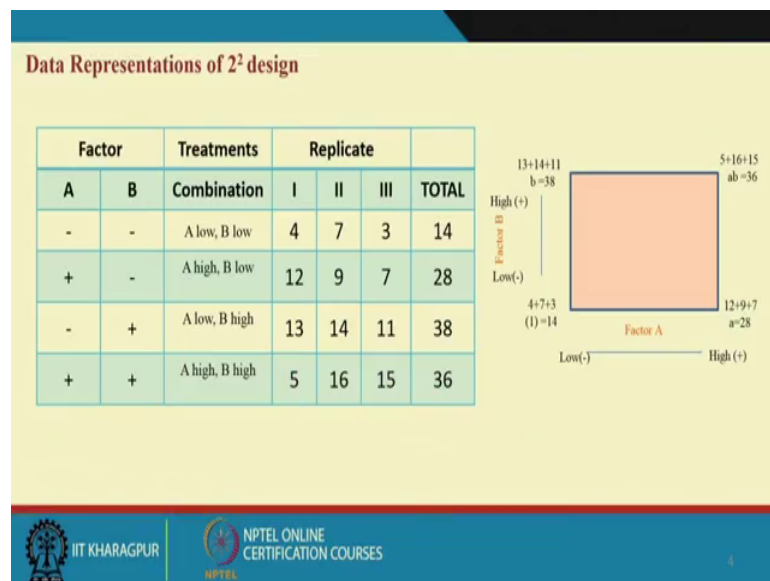 Data Representations of 2² design
Factor Treatments Replicate
A B Combination I II III TOTAL
- - A low, B low 4 7 3 14
+ - A high, B low 12 9 7 28
- + A low, B high 13 14 11 38
+ + A high, B high 5 16 15 36
13+14+11
b =38
5+16+15
ab =36
High (+)
Factor B
Low(-)
4+7+3
(1) =14
12+9+7
a=28
Factor A
Low(-) High (+)
IIT KHARAGPUR
NPTEL ONLINE
CERTIFICATION COURSES
NPTEL
4